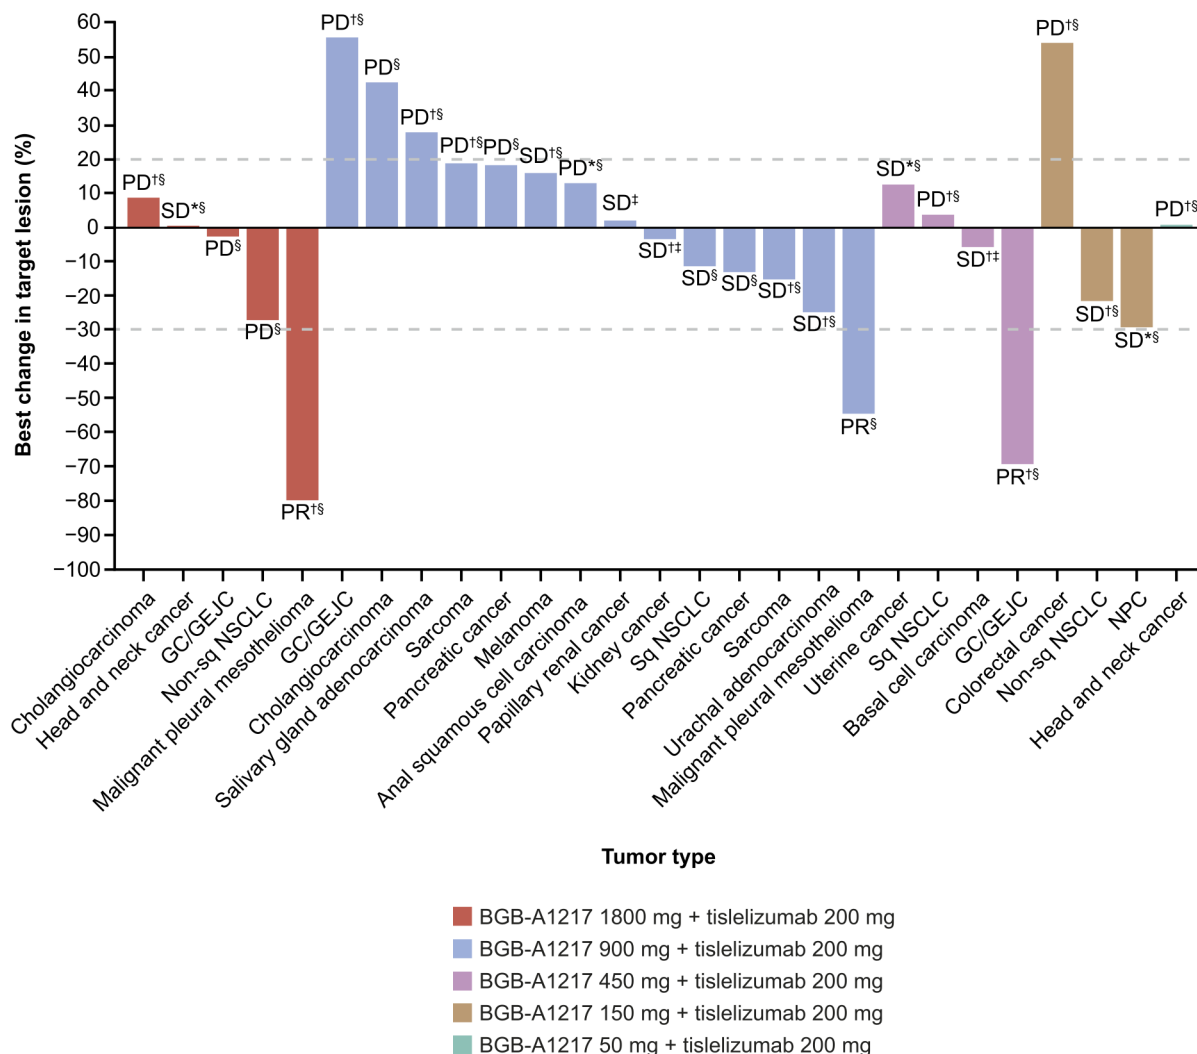 Best change in target lesion (%)
60
50
40
30
20
10
0
−10
−20
−30
−40
−50
−60
−70
−80
−90
−100
PD†§
SD*§
PD§
PD§
PR†§
PD†§
PD§
PD†§
PD†§
PD§
SD†§
PD*§
SD‡
SD†‡
SD§
SD§
SD†§
SD†§
PR§
SD*§
PD†§
SD†‡
PR†§
PD†§
SD†§
SD*§
PD†§
Cholangiocarcinoma
Head and neck cancer
GC/GEJC
Non-sq NSCLC
Malignant pleural mesothelioma
GC/GEJC
Cholangiocarcinoma
Salivary gland adenocarcinoma
Sarcoma
Pancreatic cancer
Melanoma
Anal squamous cell carcinoma
Papillary renal cancer
Kidney cancer
Sq NSCLC
Pancreatic cancer
Sarcoma
Urachal adenocarcinoma
Malignant pleural mesothelioma
Uterine cancer
Sq NSCLC
Basal cell carcinoma
GC/GEJC
Colorectal cancer
Non-sq NSCLC
NPC
Head and neck cancer
Tumor type
BGB-A1217 1800 mg + tislelizumab 200 mg
BGB-A1217 900 mg + tislelizumab 200 mg
BGB-A1217 450 mg + tislelizumab 200 mg
BGB-A1217 150 mg + tislelizumab 200 mg
BGB-A1217 50 mg + tislelizumab 200 mg